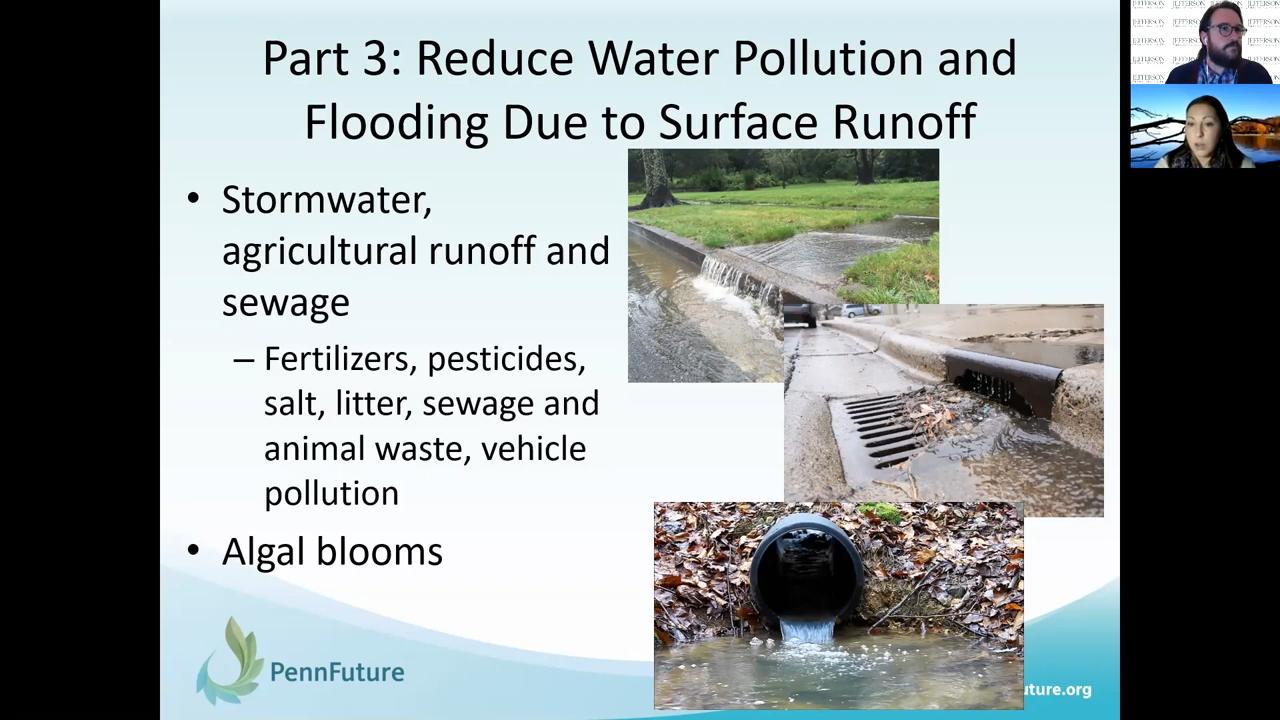 Part 3: Reduce Water Pollution and
Flooding Due to Surface Runoff
• Stormwater,
agricultural runoff and
sewage
– Fertilizers, pesticides,
salt, litter, sewage and
animal waste, vehicle
pollution
• Algal blooms
PennFuture
uture.org
JEFFERSON